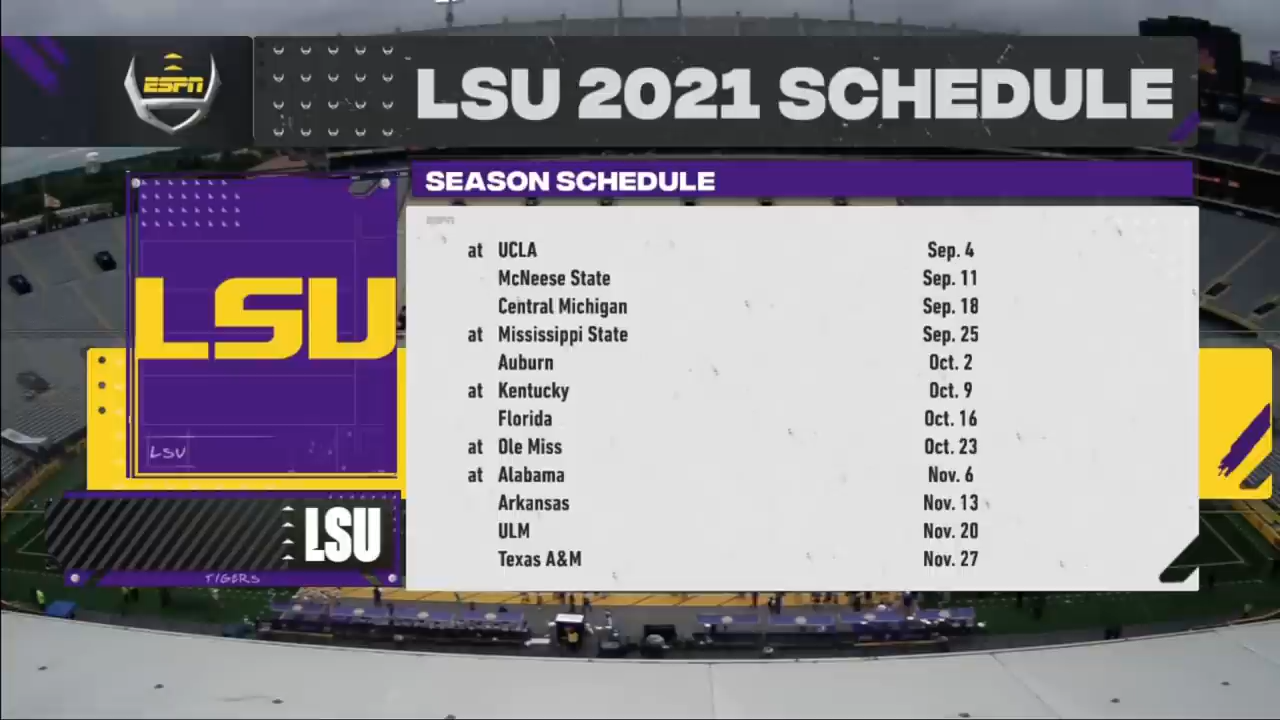 ESPN
LSU 2021 SCHEDULE
SEASON SCHEDULE
ESPN
at UCLA Sep. 4
McNeese State Sep. 11
Central Michigan Sep. 18
at Mississippi State Sep. 25
Auburn Oct. 2
at Kentucky Oct. 9
Florida Oct. 16
at Ole Miss Oct. 23
at Alabama Nov. 6
Arkansas Nov. 13
ULM Nov. 20
Texas A&M Nov. 27
LSU
LSU
LSU
TIGERS